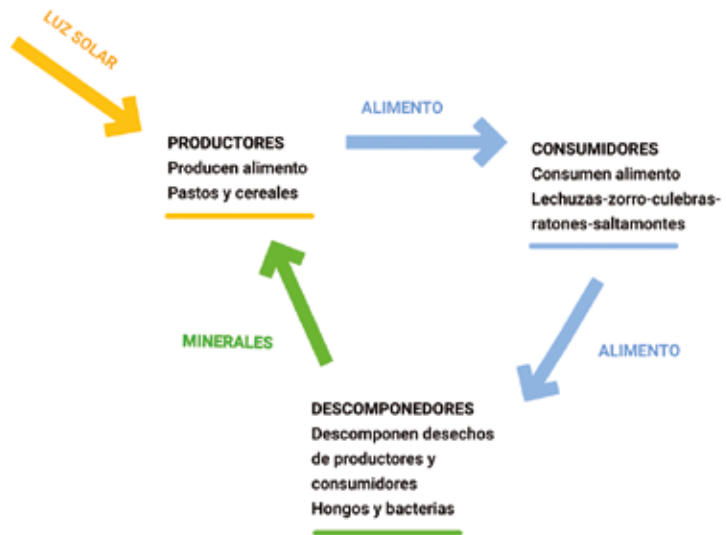 LUZ SOLAR
PRODUCTORES
Producen alimento
Pastos y cereales
ALIMENTO
CONSUMIDORES
Consumen alimento
Lechuzas-zorro-culebras-
ratones-saltamontes
ALIMENTO
DESCOMPONEDORES
Descomponen desechos
de productores y
consumidores
Hongos y bacterias
MINERALES